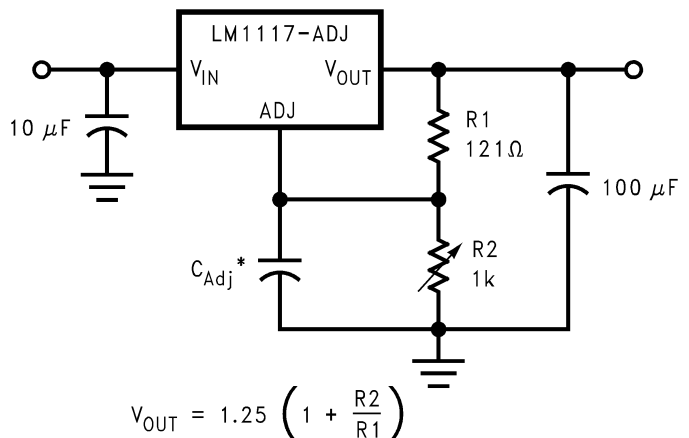 LM1117-ADJ
V_IN
V_OUT
ADJ
10 μF
R1
121Ω
100 μF
C_Adj*
R2
1k
V_OUT = 1.25 (1 + R2/R1)